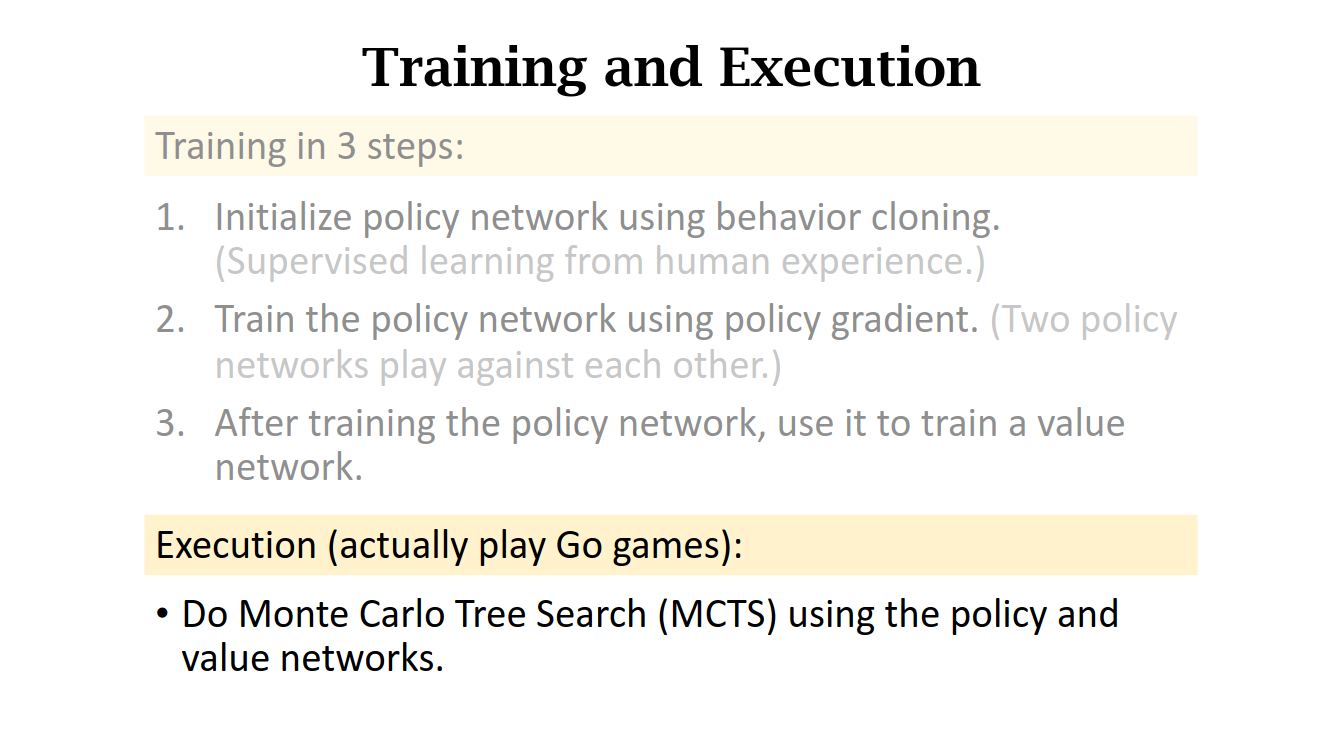 Training and Execution
Training in 3 steps:
1. Initialize policy network using behavior cloning.
(Supervised learning from human experience.)
2. Train the policy network using policy gradient. (Two policy
networks play against each other.)
3. After training the policy network, use it to train a value
network.
Execution (actually play Go games):
• Do Monte Carlo Tree Search (MCTS) using the policy and
value networks.